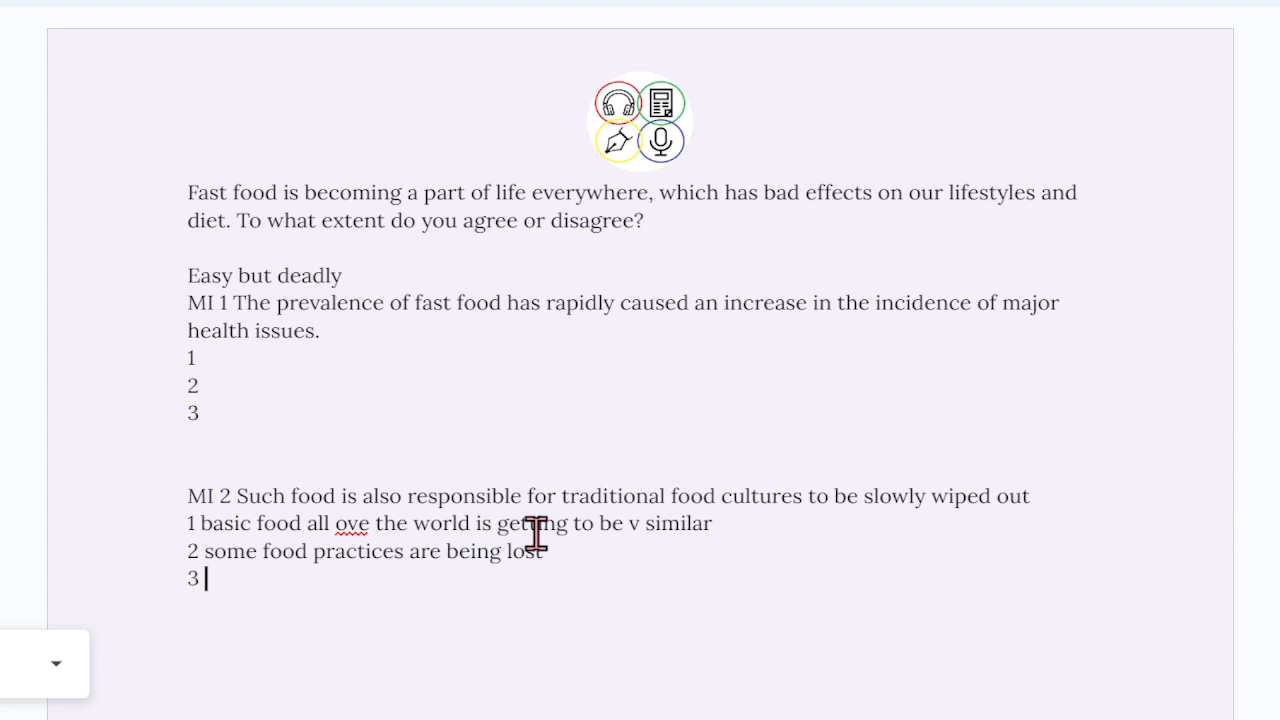 Fast food is becoming a part of life everywhere, which has bad effects on our lifestyles and
diet. To what extent do you agree or disagree?
Easy but deadly
MI 1 The prevalence of fast food has rapidly caused an increase in the incidence of major
health issues.
1
2
3
MI 2 Such food is also responsible for traditional food cultures to be slowly wiped out
1 basic food all ove the world is getting to be v similar
2 some food practices are being lost
3